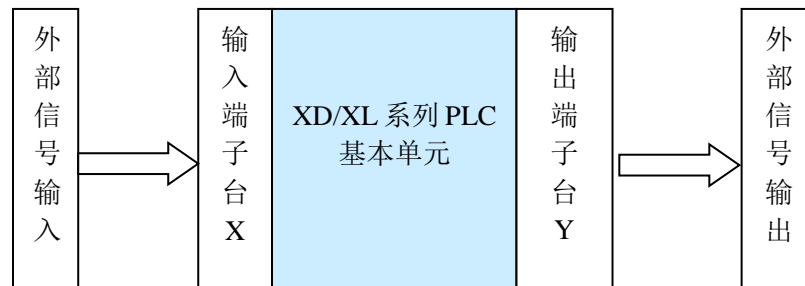 外部信号输入
输入端子台X
XD/XL 系列 PLC
基本单元
输出端子台Y
外部信号输出